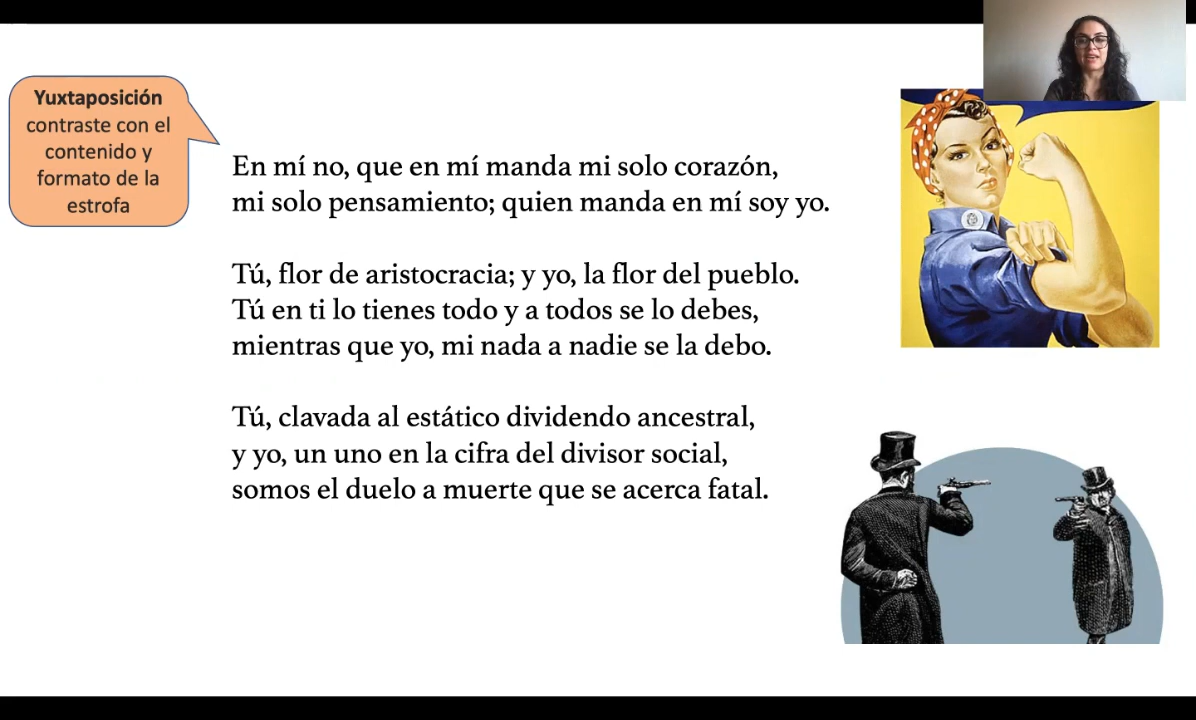 Yuxtaposición
contraste con el
contenido y
formato de la
estrofa
En mí no, que en mí manda mi solo corazón,
mi solo pensamiento; quien manda en mí soy yo.
Tú, flor de aristocracia; y yo, la flor del pueblo.
Tú en ti lo tienes todo y a todos se lo debes,
mientras que yo, mi nada a nadie se la debo.
Tú, clavada al estático dividendo ancestral,
y yo, un uno en la cifra del divisor social,
somos el duelo a muerte que se acerca fatal.